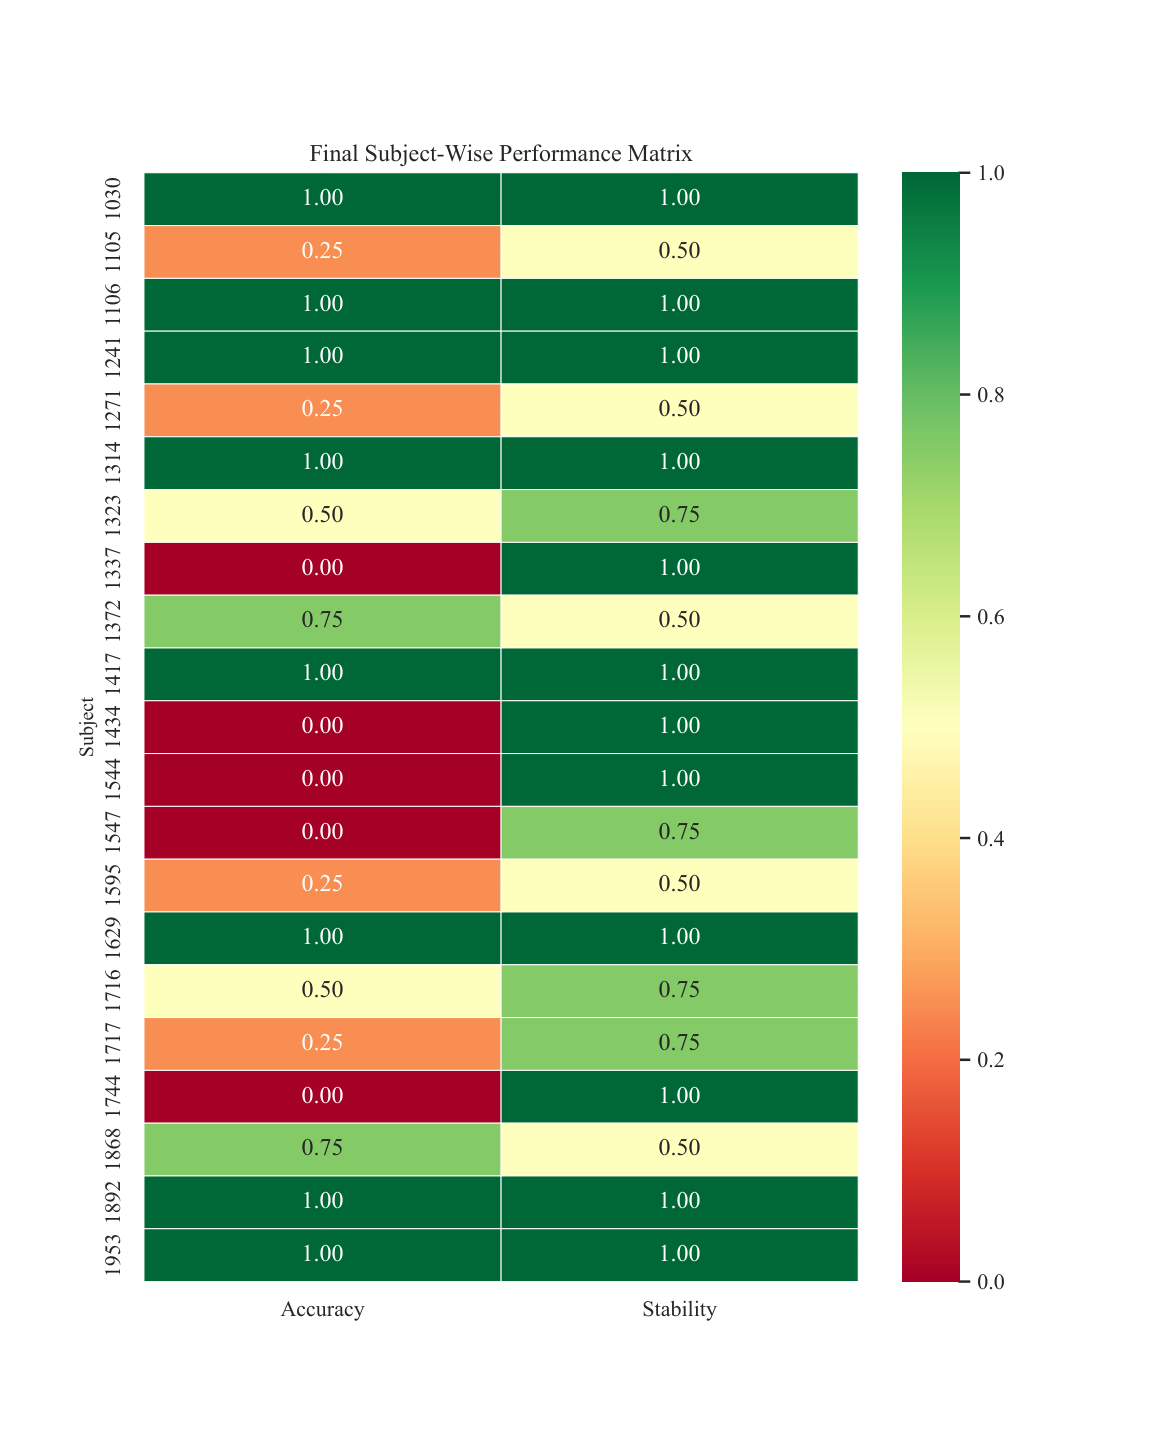 Final Subject-Wise Performance Matrix
1030 1.00 1.00
1105 0.25 0.50
1106 1.00 1.00
1241 1.00 1.00
1271 0.25 0.50
1314 1.00 1.00
1323 0.50 0.75
1337 0.00 1.00
1372 0.75 0.50
1417 1.00 1.00
1434 0.00 1.00
1544 0.00 1.00
1547 0.00 0.75
1595 0.25 0.50
1629 1.00 1.00
1716 0.50 0.75
1717 0.25 0.75
1744 0.00 1.00
1868 0.75 0.50
1892 1.00 1.00
1953 1.00 1.00
Subject
Accuracy Stability
1.0
0.8
0.6
0.4
0.2
0.0